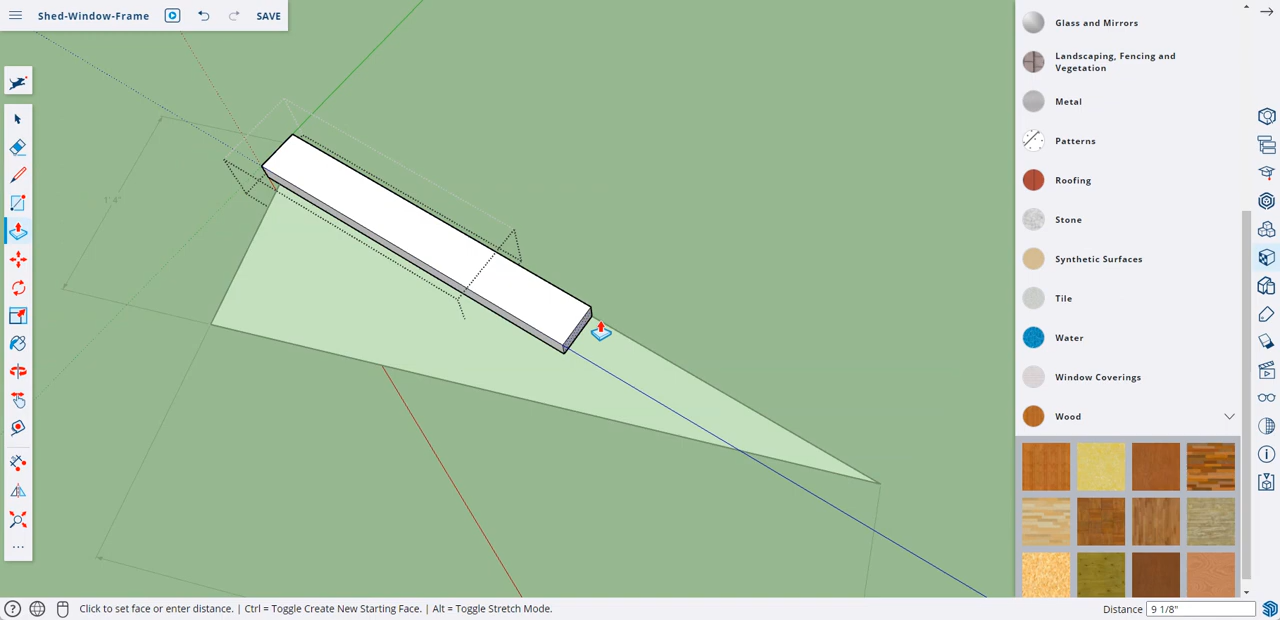 Shed-Window-Frame
SAVE
1' 4"
Glass and Mirrors
Landscaping, Fencing and
Vegetation
Metal
Patterns
Roofing
Stone
Synthetic Surfaces
Tile
Water
Window Coverings
Wood
Click to set face or enter distance. | Ctrl = Toggle Create New Starting Face. | Alt = Toggle Stretch Mode.
Distance 9 1/8"